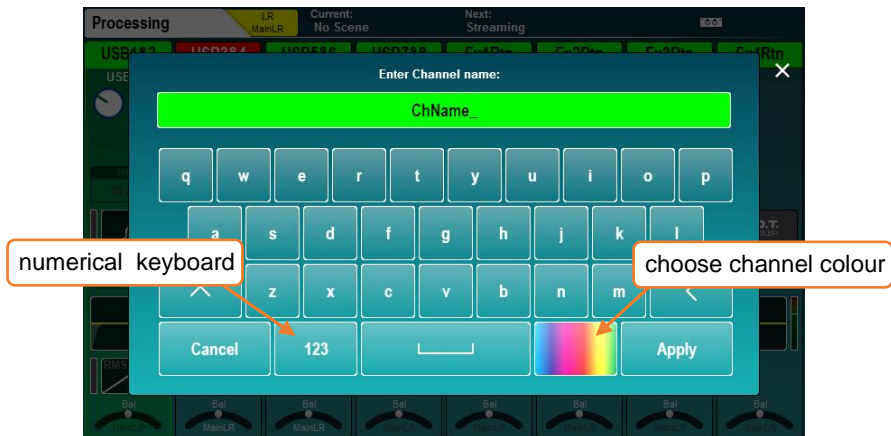 Processing
LR
MainLR
Current:
No Scene
Next:
Streaming
USB1&2 USB3&4 USB5&6 USB7&8 Fx1Rtn Fx2Rtn Fx3Rtn Fx4Rtn
USB
Enter Channel name:
ChName_
q w e r t y u i o p
a s d f g h j k l
numerical keyboard
choose channel colour
z x c v b n m
Cancel 123 Apply
RMS
Bal Bal Bal Bal Bal Bal Bal Bal
MainLR MainLR MainLR MainLR MainLR MainLR MainLR MainLR